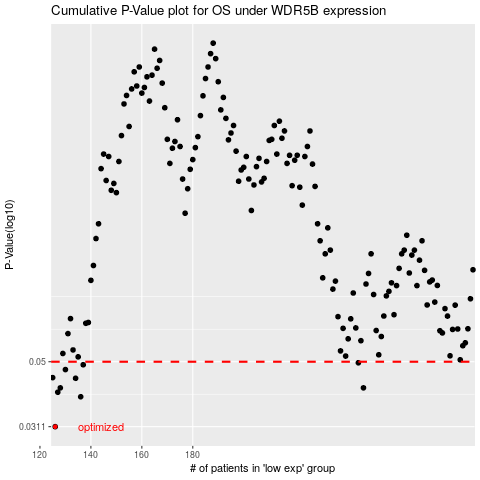 Cumulative P-Value plot for OS under WDR5B expression
P-Value(log10)
0.05
0.0311
optimized
120 140 160 180
# of patients in 'low exp' group